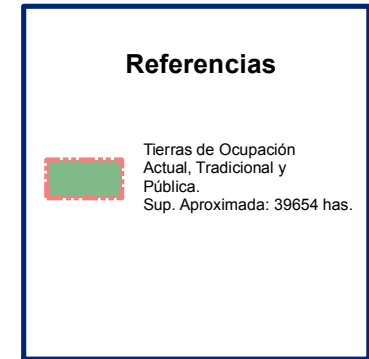 Referencias
Tierras de Ocupación
Actual, Tradicional y
Pública.
Sup. Aproximada: 39654 has.